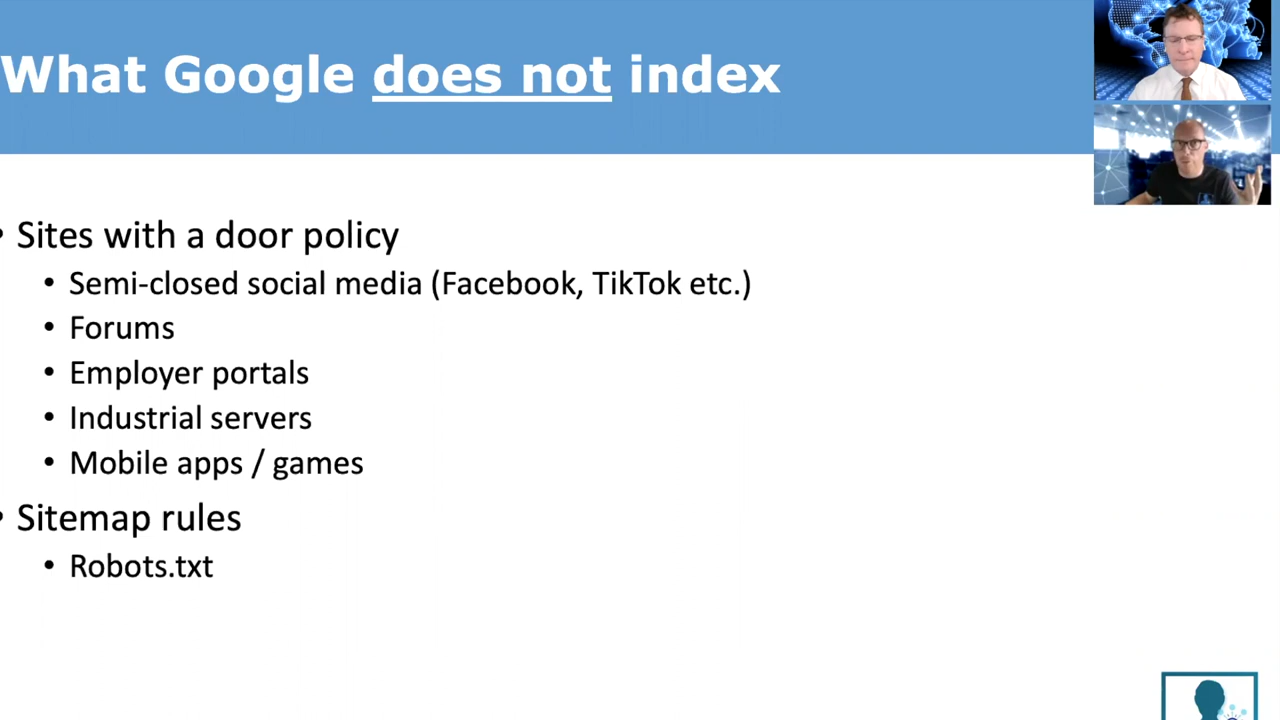 What Google does not index
• Sites with a door policy
• Semi-closed social media (Facebook, TikTok etc.)
• Forums
• Employer portals
• Industrial servers
• Mobile apps / games
• Sitemap rules
• Robots.txt